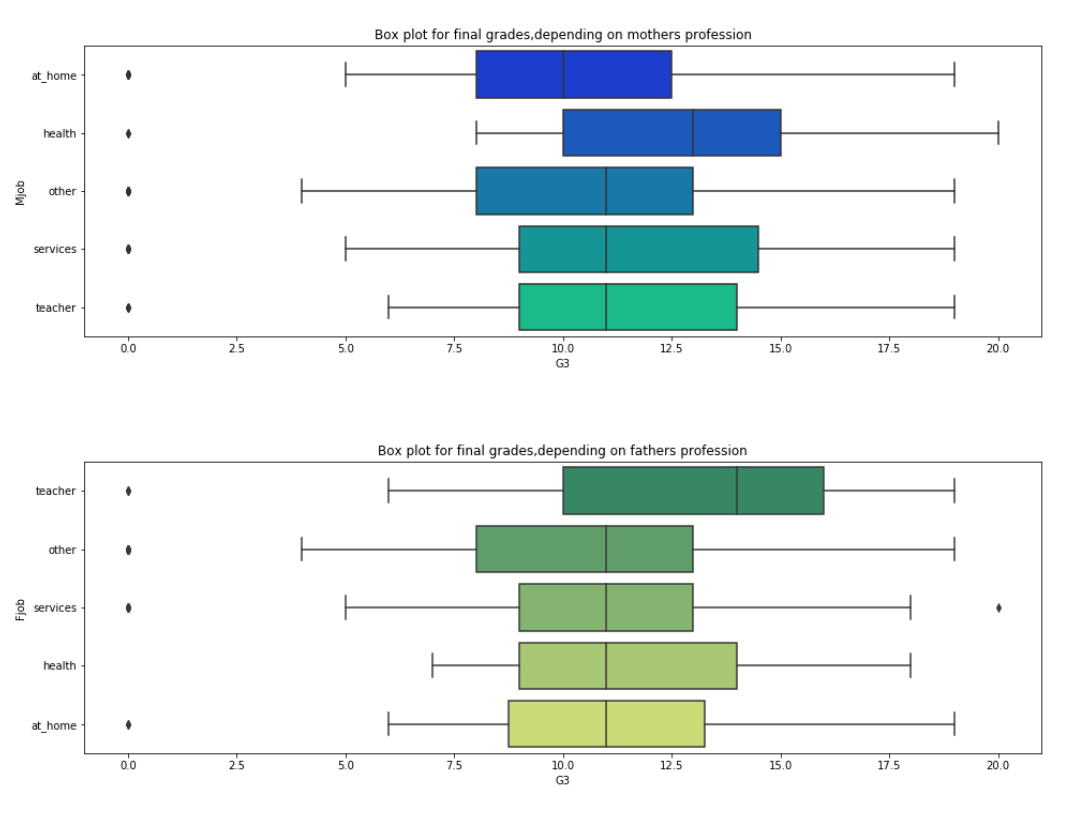 Box plot for final grades,depending on mothers profession
at_home
health
other
services
teacher
Mjob
0.0 2.5 5.0 7.5 10.0 12.5 15.0 17.5 20.0
G3
Box plot for final grades,depending on fathers profession
teacher
other
services
health
at_home
Fjob
0.0 2.5 5.0 7.5 10.0 12.5 15.0 17.5 20.0
G3